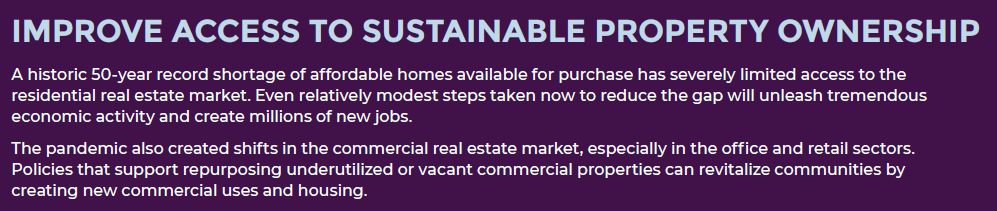 IMPROVE ACCESS TO SUSTAINABLE PROPERTY OWNERSHIP
A historic 50-year record shortage of affordable homes available for purchase has severely limited access to the
residential real estate market. Even relatively modest steps taken now to reduce the gap will unleash tremendous
economic activity and create millions of new jobs.
The pandemic also created shifts in the commercial real estate market, especially in the office and retail sectors.
Policies that support repurposing underutilized or vacant commercial properties can revitalize communities by
creating new commercial uses and housing.